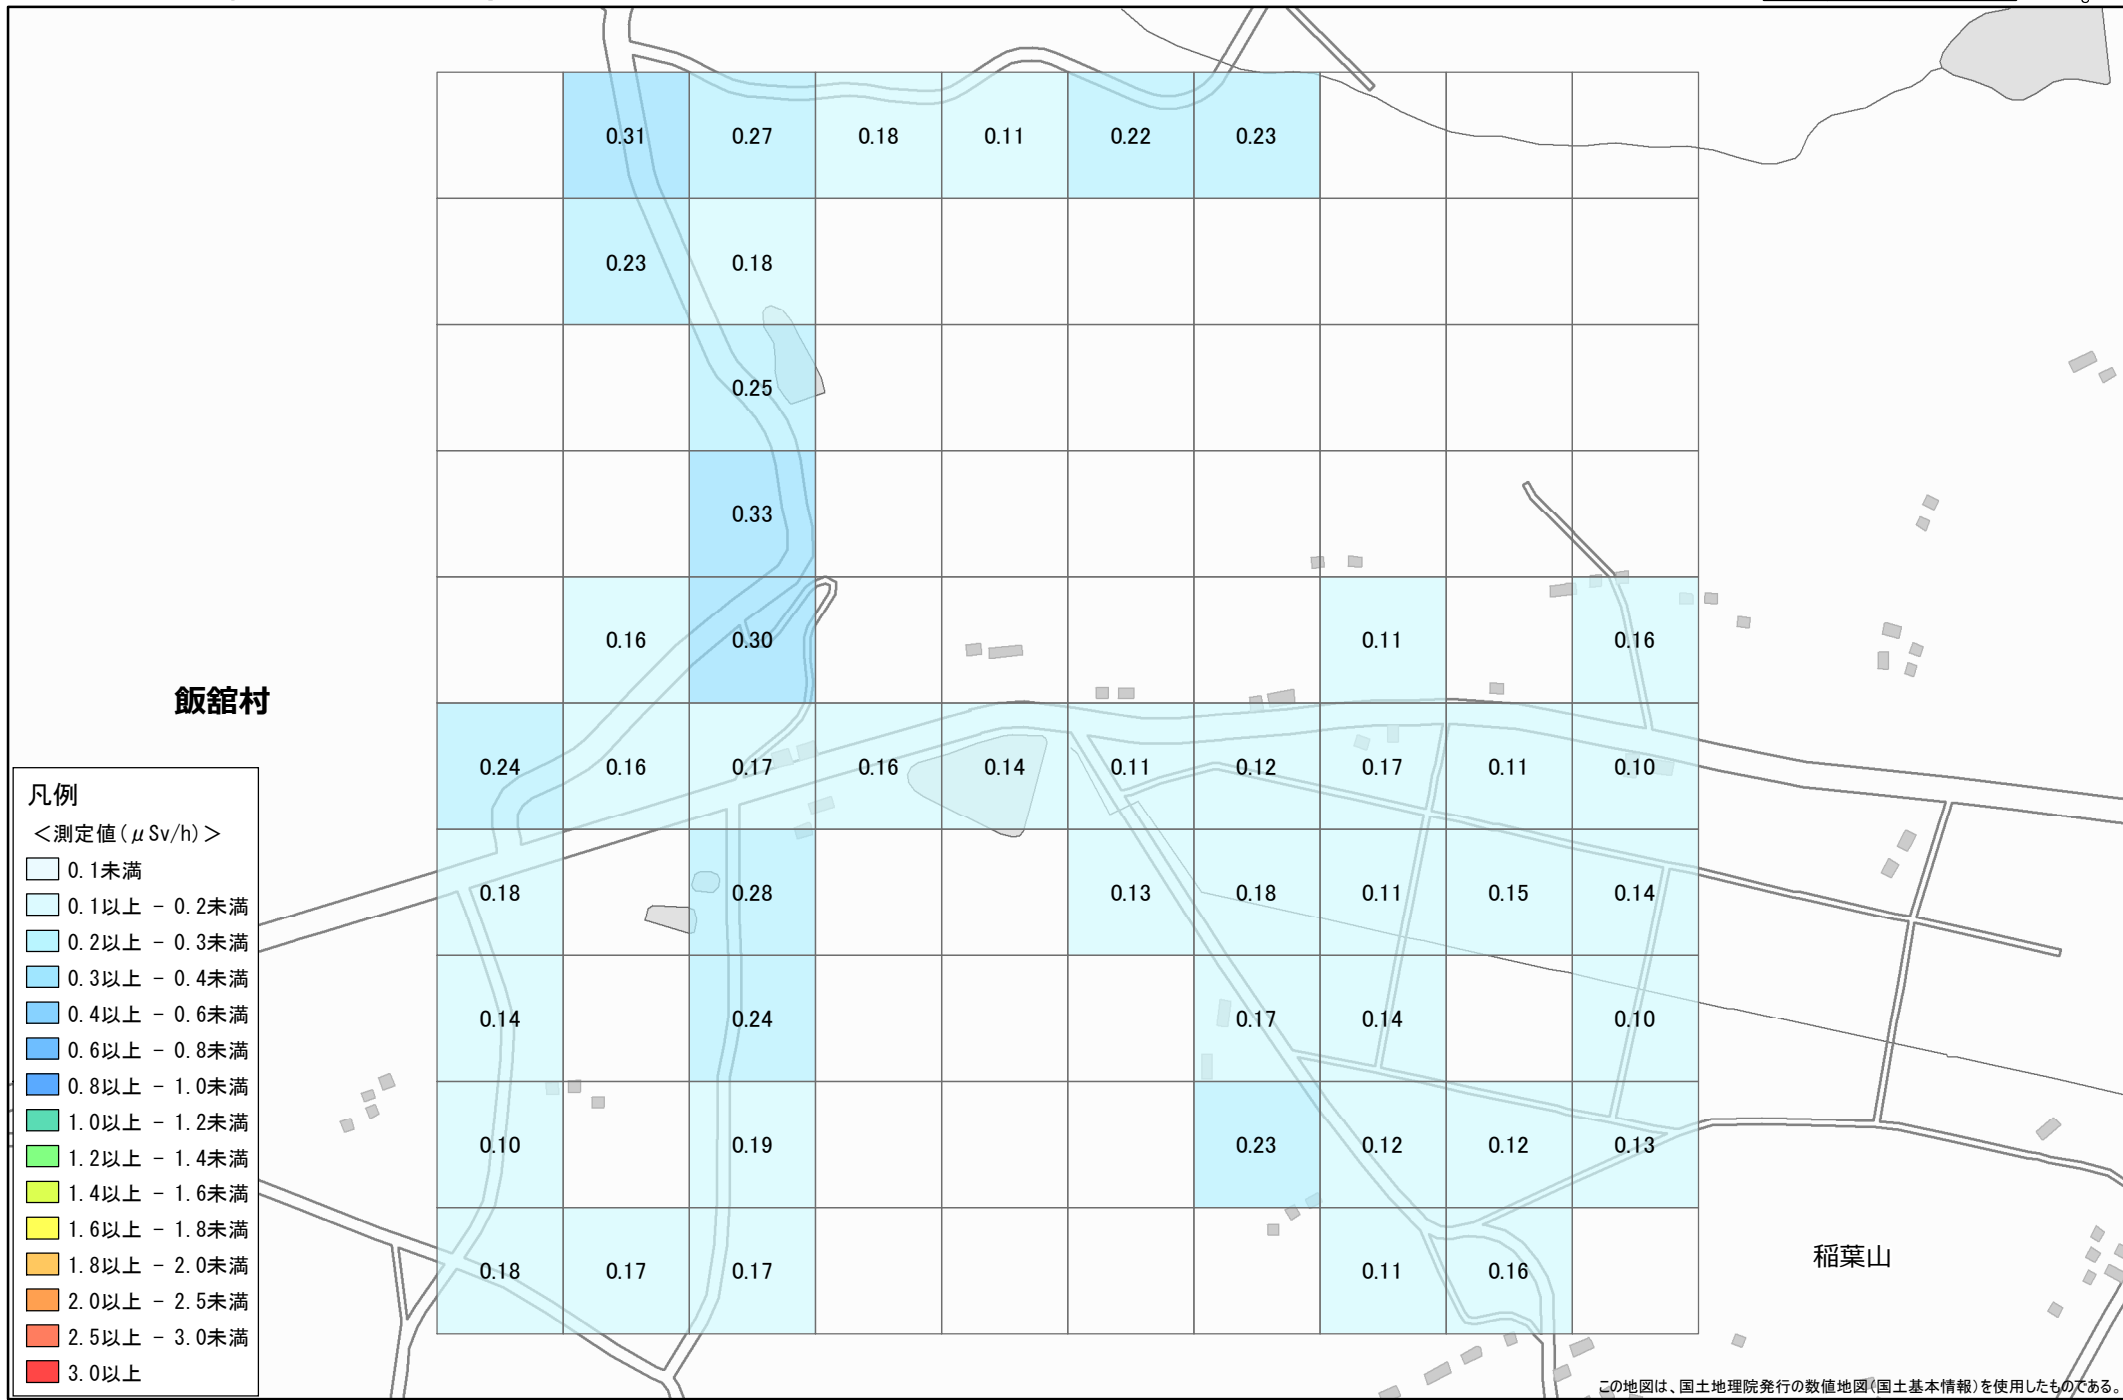 0.31 0.27 0.18 0.11 0.22 0.23
0.23 0.18
0.25
0.33
0.16 0.30 0.11 0.16
飯舘村
0.24 0.16 0.17 0.16 0.14 0.11 0.12 0.17 0.11 0.10
0.18 0.28 0.13 0.18 0.11 0.15 0.14
0.14 0.24 0.17 0.14 0.10
0.10 0.19 0.23 0.12 0.12 0.13
0.18 0.17 0.17 0.11 0.16
稲葉山
凡例
<測定値(μSv/h)>
0.1未満
0.1以上 - 0.2未満
0.2以上 - 0.3未満
0.3以上 - 0.4未満
0.4以上 - 0.6未満
0.6以上 - 0.8未満
0.8以上 - 1.0未満
1.0以上 - 1.2未満
1.2以上 - 1.4未満
1.4以上 - 1.6未満
1.6以上 - 1.8未満
1.8以上 - 2.0未満
2.0以上 - 2.5未満
2.5以上 - 3.0未満
3.0以上
この地図は、国土地理院発行の数値地図(国土基本情報)を使用したものである。